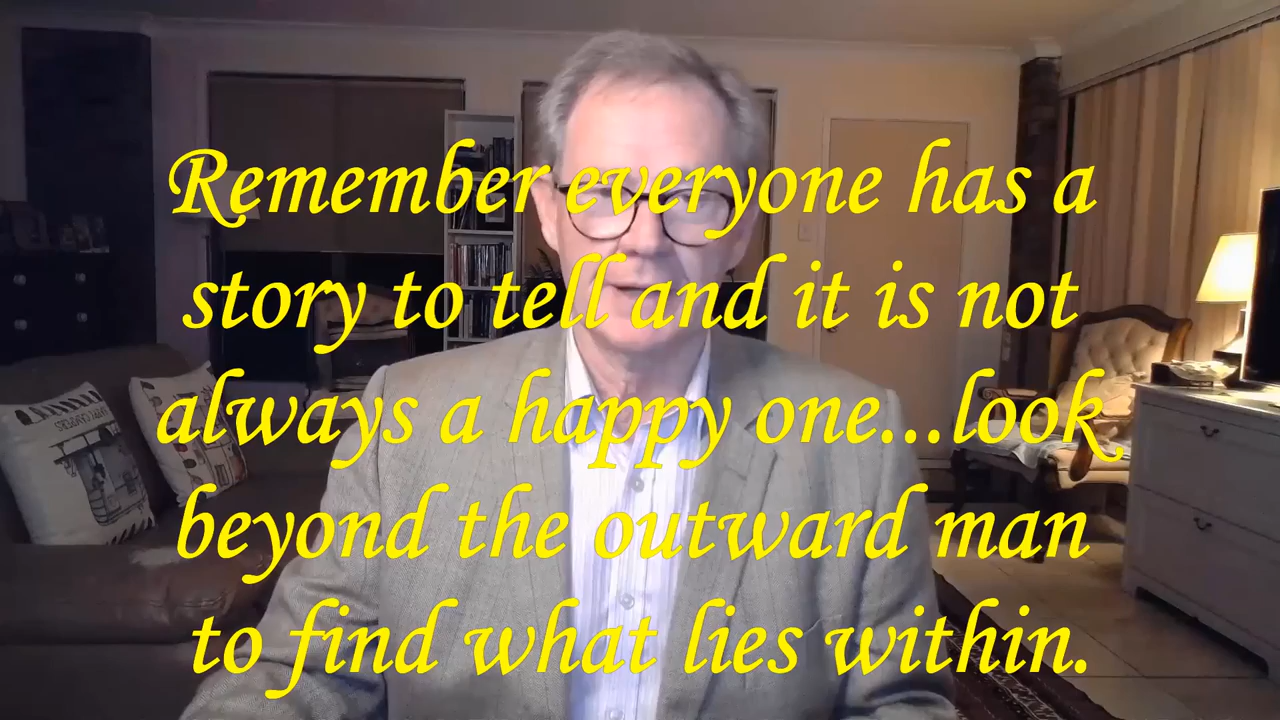 Remember everyone has a
story to tell and it is not
always a happy one...look
beyond the outward man
to find what lies within.